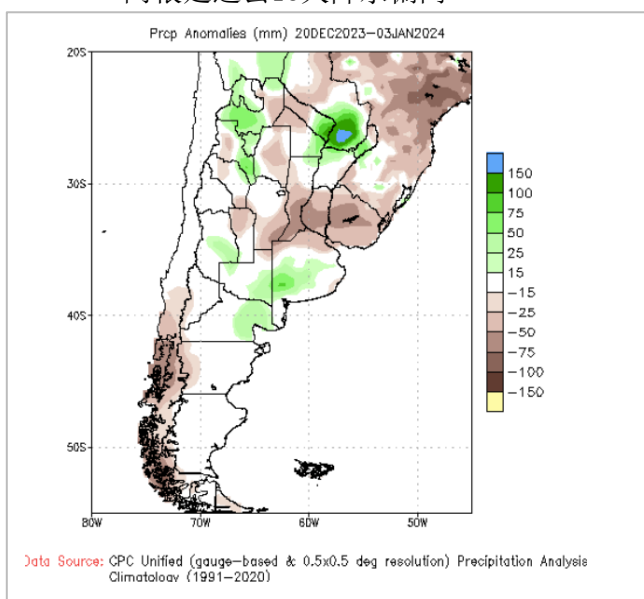 Prcp Anomalies (mm) 20DEC2023–03JAN2024
20S
30S
40S
50S
80W
70W
60W
50W
150
100
75
50
25
15
−15
−25
−50
−75
−100
−150
Data Source: CPC Unified (gauge-based & 0.5x0.5 deg resolution) Precipitation Analysis
Climatology (1991–2020)